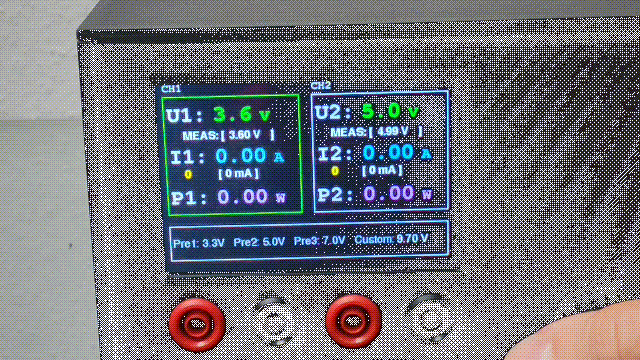 CH1
U1: 3.6 V
MEAS: [ 3.60 V ]
I1: 0.00 A
0 [ 0 mA ]
P1: 0.00 W
CH2
U2: 5.0 V
MEAS: [ 4.99 V ]
I2: 0.00 A
0 [ 0 mA ]
P2: 0.00 W
Pre1: 3.3V Pre2: 5.0V Pre3: 7.0V Custom: 9.70 V